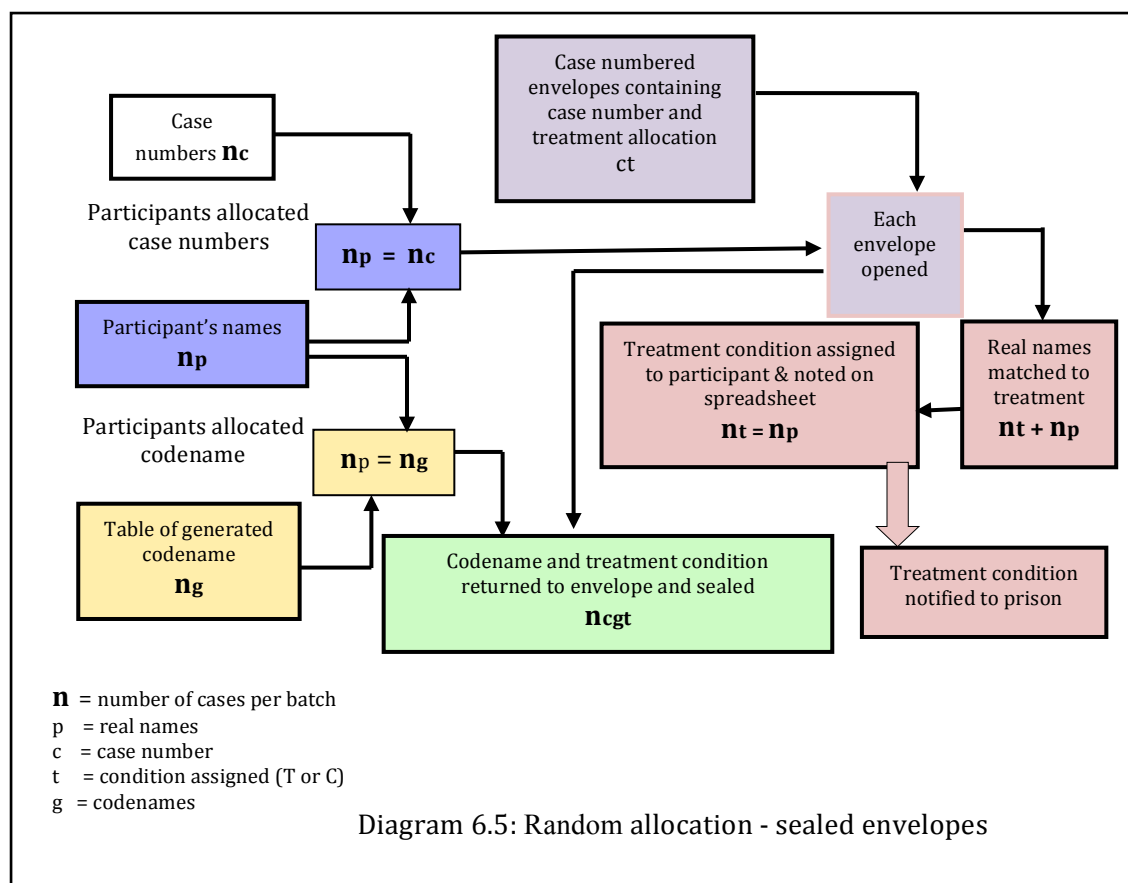 Case
numbers nc
Case numbered
envelopes containing
case number and
treatment allocation
ct
Participants allocated
case numbers
np = nc
Each
envelope
opened
Participant’s names
np
Treatment condition assigned
to participant & noted on
spreadsheet
nt = np
Real names
matched to
treatment
nt + np
Participants allocated
codename
np = ng
Table of generated
codename
ng
Codename and treatment condition
returned to envelope and sealed
ncgt
Treatment condition
notified to prison
n = number of cases per batch
p = real names
c = case number
t = condition assigned (T or C)
g = codenames
Diagram 6.5: Random allocation - sealed envelopes